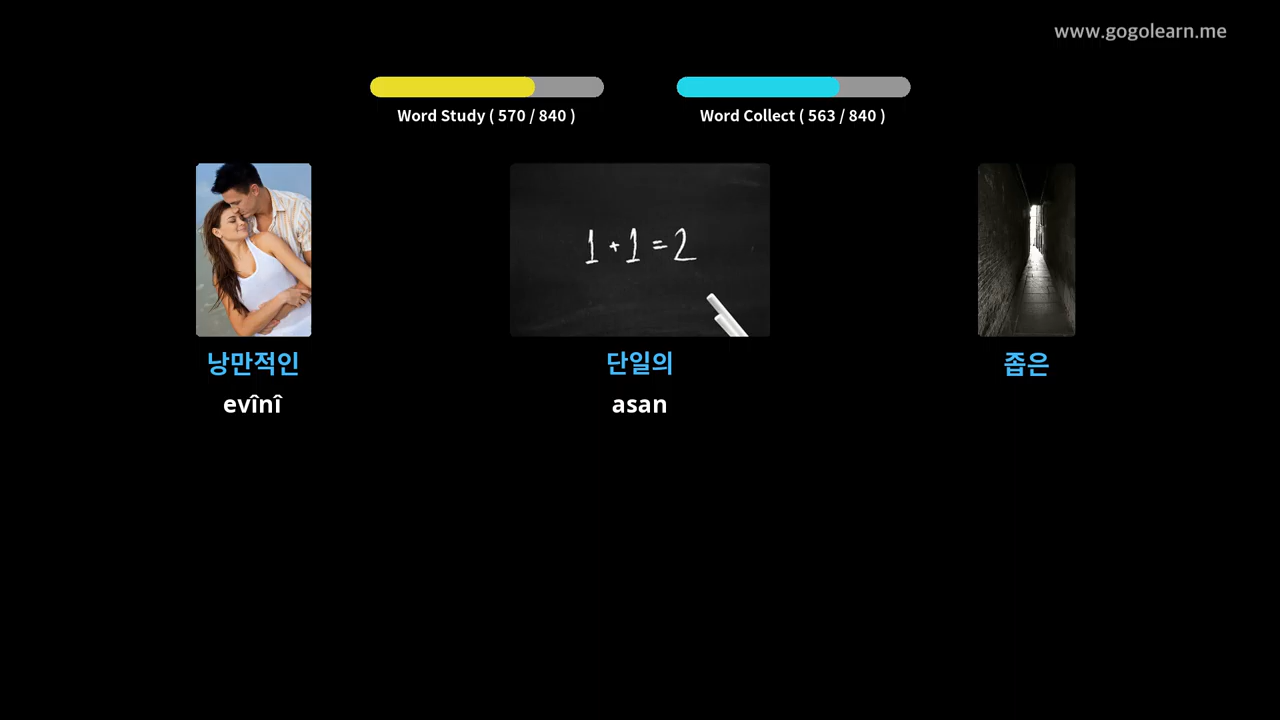 www.gogolearn.me
Word Study ( 570 / 840 )
Word Collect ( 563 / 840 )
1+1=2
낭만적인
단일의
좁은
evînî
asan